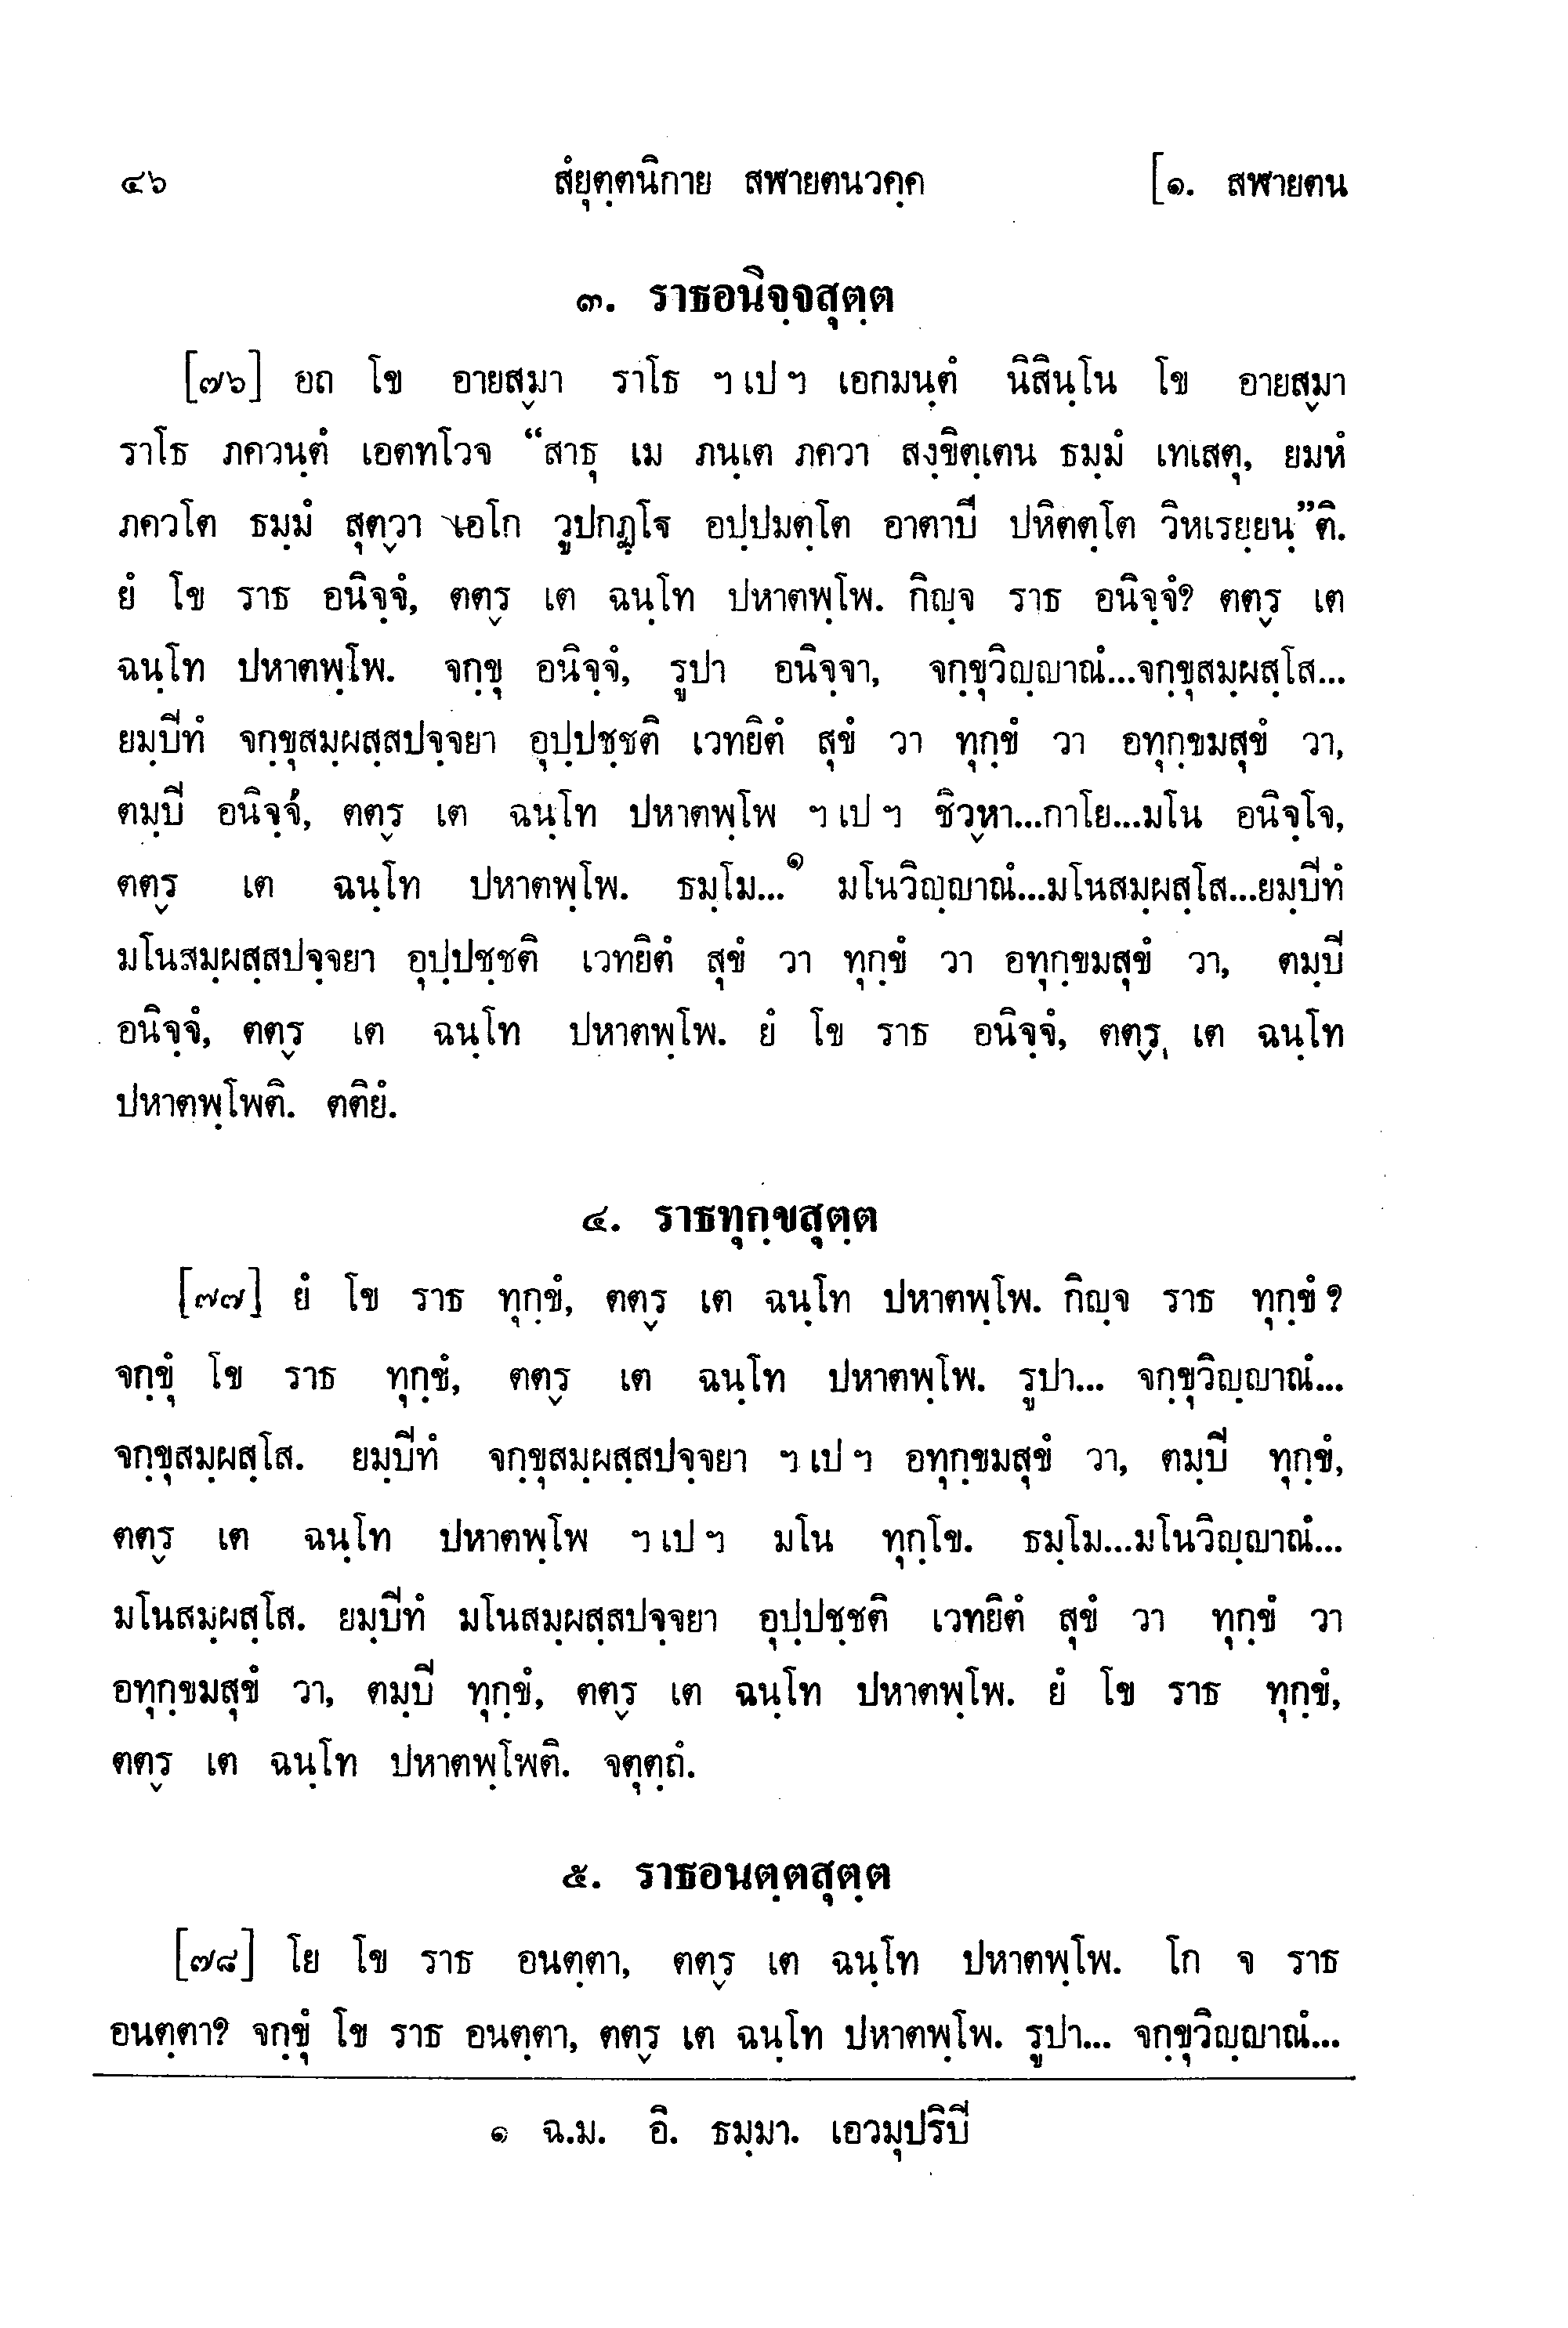 ๔๖ สํยุตฺตนิกาย สฬายตนวคฺค [๑. สฬายตน
๓. ราธอนิจฺจสุตฺต
[๗๖] อถ โข อายสฺมา ราโธ ฯ เป ฯ เอกมนฺตํ นิสินฺโน โข อายสฺมา
ราโธ ภควนฺตํ เอตทโวจ “สาธุ เม ภนฺเต ภควา สงฺขิตฺเตน ธมฺมํ เทเสตุ, ยมหํ
ภควโต ธมฺมํ สุตฺวา เอโก วูปกฏฺโฐ อปฺปมตฺโต อาตาปี ปหิตตฺโต วิหเรยฺยนฺ”ติ.
ยํ โข ราธ อนิจฺจํ, ตตฺร เต ฉนฺโท ปหาตพฺโพ. กิญฺจ ราธ อนิจฺจํ? ตตฺร เต
ฉนฺโท ปหาตพฺโพ. จกฺขุ อนิจฺจํ, รูปา อนิจฺจา, จกฺขุวิญฺญาณํ...จกฺขุสมฺผสฺโส...
ยมฺปีทํ จกฺขุสมฺผสฺสปจฺจยา อุปฺปชฺชติ เวทยิตํ สุขํ วา ทุกฺขํ วา อทุกฺขมสุขํ วา,
ตมฺปิ อนิจฺจํ, ตตฺร เต ฉนฺโท ปหาตพฺโพ ฯ เป ฯ ชิวฺหา...กาโย...มโน อนิจฺโจ,
ตตฺร เต ฉนฺโท ปหาตพฺโพ. ธมฺโม...๑ มโนวิญฺญาณํ...มโนสมฺผสฺโส...ยมฺปีทํ
มโนสมฺผสฺสปจฺจยา อุปฺปชฺชติ เวทยิตํ สุขํ วา ทุกฺขํ วา อทุกฺขมสุขํ วา, ตมฺปิ
อนิจฺจํ, ตตฺร เต ฉนฺโท ปหาตพฺโพ. ยํ โข ราธ อนิจฺจํ, ตตฺร เต ฉนฺโท
ปหาตพฺโพติ. ตติยํ.
๔. ราธทุกฺขสุตฺต
[๗๗] ยํ โข ราธ ทุกฺขํ, ตตฺร เต ฉนฺโท ปหาตพฺโพ. กิญฺจ ราธ ทุกฺขํ?
จกฺขุํ โข ราธ ทุกฺขํ, ตตฺร เต ฉนฺโท ปหาตพฺโพ. รูปา... จกฺขุวิญฺญาณํ...
จกฺขุสมฺผสฺโส. ยมฺปีทํ จกฺขุสมฺผสฺสปจฺจยา ฯ เป ฯ อทุกฺขมสุขํ วา, ตมฺปิ ทุกฺขํ,
ตตฺร เต ฉนฺโท ปหาตพฺโพ ฯ เป ฯ มโน ทุกฺโข. ธมฺโม...มโนวิญฺญาณํ...
มโนสมฺผสฺโส. ยมฺปีทํ มโนสมฺผสฺสปจฺจยา อุปฺปชฺชติ เวทยิตํ สุขํ วา ทุกฺขํ วา
อทุกฺขมสุขํ วา, ตมฺปิ ทุกฺขํ, ตตฺร เต ฉนฺโท ปหาตพฺโพ. ยํ โข ราธ ทุกฺขํ,
ตตฺร เต ฉนฺโท ปหาตพฺโพติ. จตุตฺถํ.
๕. ราธอนตฺตสุตฺต
[๗๘] โย โข ราธ อนตฺตา, ตตฺร เต ฉนฺโท ปหาตพฺโพ. โก จ ราธ
อนตฺตา? จกฺขุํ โข ราธ อนตฺตา, ตตฺร เต ฉนฺโท ปหาตพฺโพ. รูปา... จกฺขุวิญฺญาณํ...
๑ ฉ.ม. อิ. ธมฺมา. เอวมุปริปิ